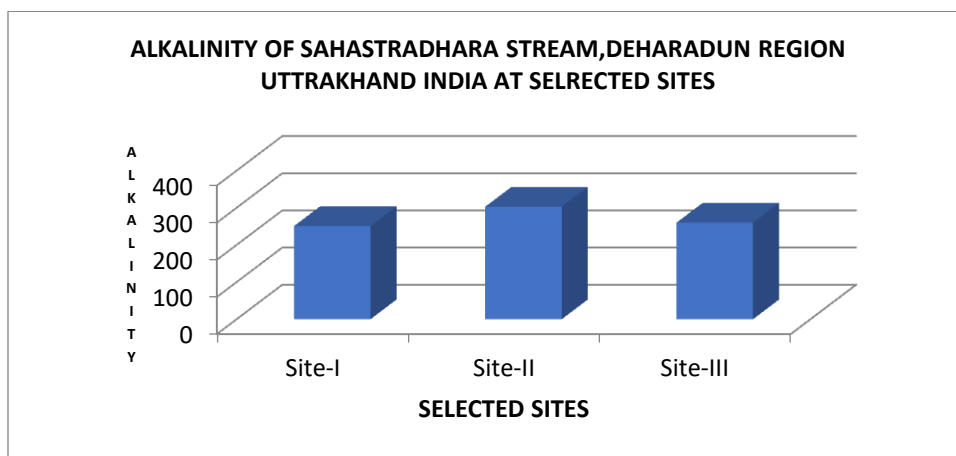 ALKALINITY OF SAHASTRADHARA STREAM,DEHARADUN REGION
UTTRAKHAND INDIA AT SELRECTED SITES
ALKALINITY
400
300
200
100
0
Site-I Site-II Site-III
SELECTED SITES